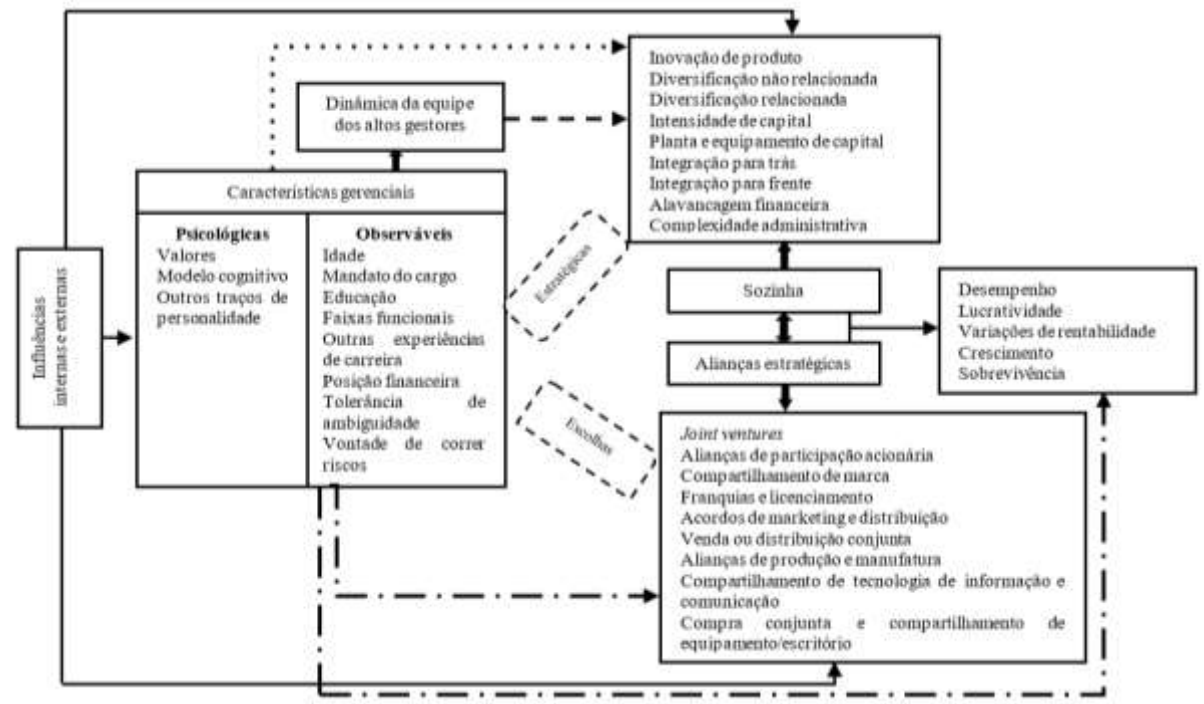 Influências
internas e externas
Dinâmica da equipe
dos altos gestores
Características gerenciais
Psicológicas
Valores
Modelo cognitivo
Outros traços de
personalidade
Observáveis
Idade
Mandato do cargo
Educação
Faixas funcionais
Outras experiências
de carreira
Posição financeira
Tolerância de
ambiguidade
Vontade de correr
riscos
Estratégicas
Escolhas
Inovação de produto
Diversificação não relacionada
Diversificação relacionada
Intensidade de capital
Planta e equipamento de capital
Integração para trás
Integração para frente
Alavancagem financeira
Complexidade administrativa
Sozinha
Alianças estratégicas
Joint ventures
Alianças de participação acionária
Compartilhamento de marca
Franquias e licenciamento
Acordos de marketing e distribuição
Venda ou distribuição conjunta
Alianças de produção e manufatura
Compartilhamento de tecnologia de informação e
comunicação
Compra conjunta e compartilhamento de
equipamento/escritório
Desempenho
Lucratividade
Variações de rentabilidade
Crescimento
Sobrevivência